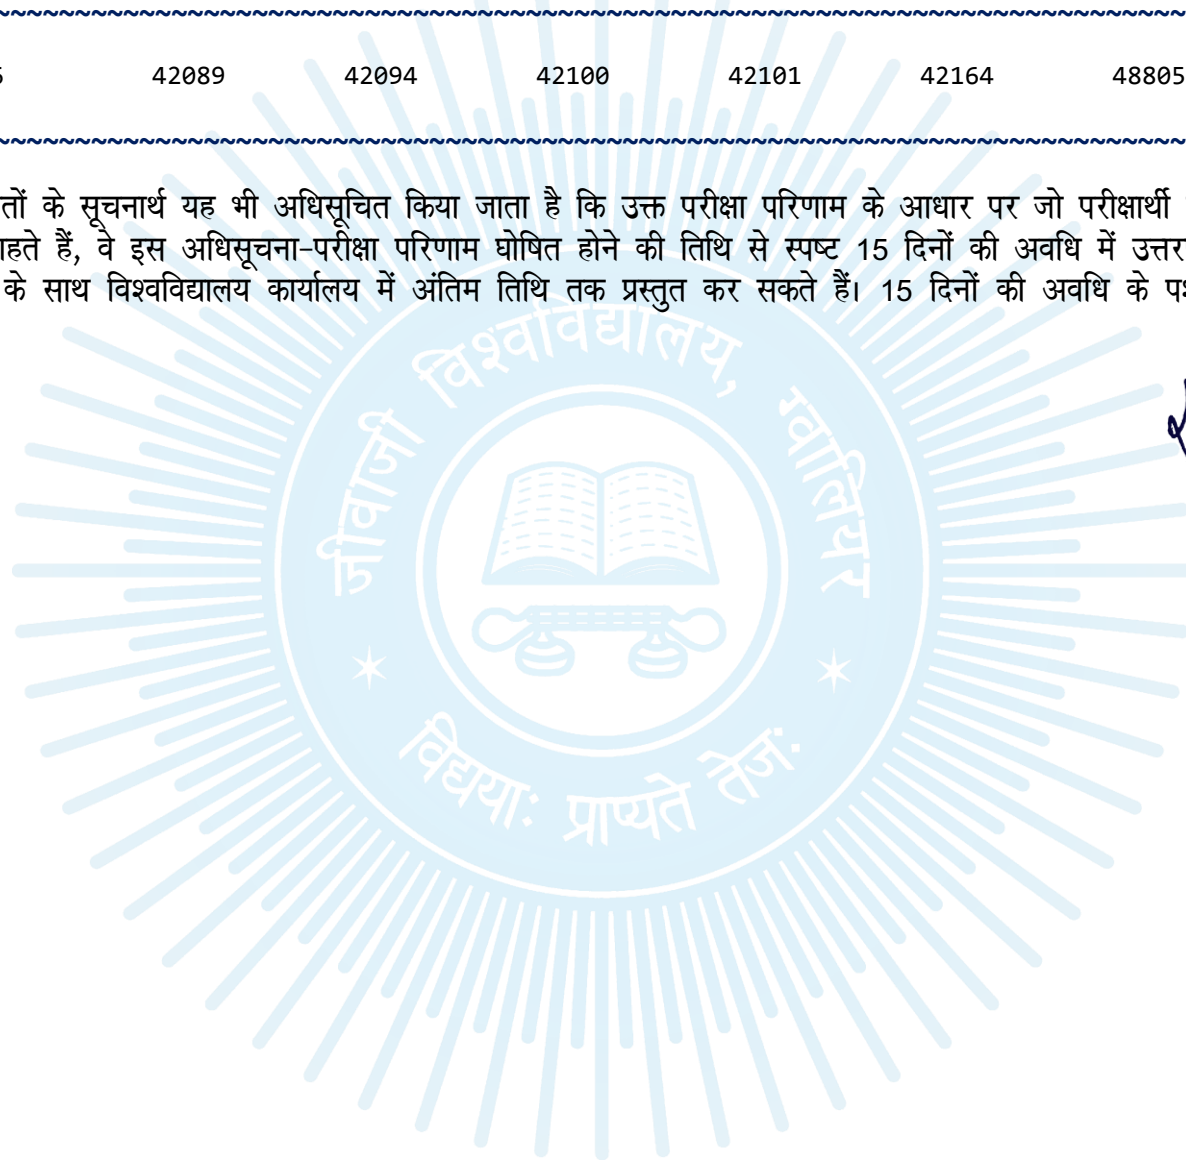 42089 42094 42100 42101 42164 48805
तों के सूचनार्थ यह भी अधिसूचित किया जाता है कि उक्त परीक्षा परिणाम के आधार पर जो परीक्षार्थी
ाहते हैं, वे इस अधिसूचना-परीक्षा परिणाम घोषित होने की तिथि से स्पष्ट 15 दिनों की अवधि में उत्तर
के साथ विश्वविद्यालय कार्यालय में अंतिम तिथि तक प्रस्तुत कर सकते हैं। 15 दिनों की अवधि के
जीवाजी विश्वविद्यालय, ग्वालियर
विद्यया: प्राप्यते तेज: